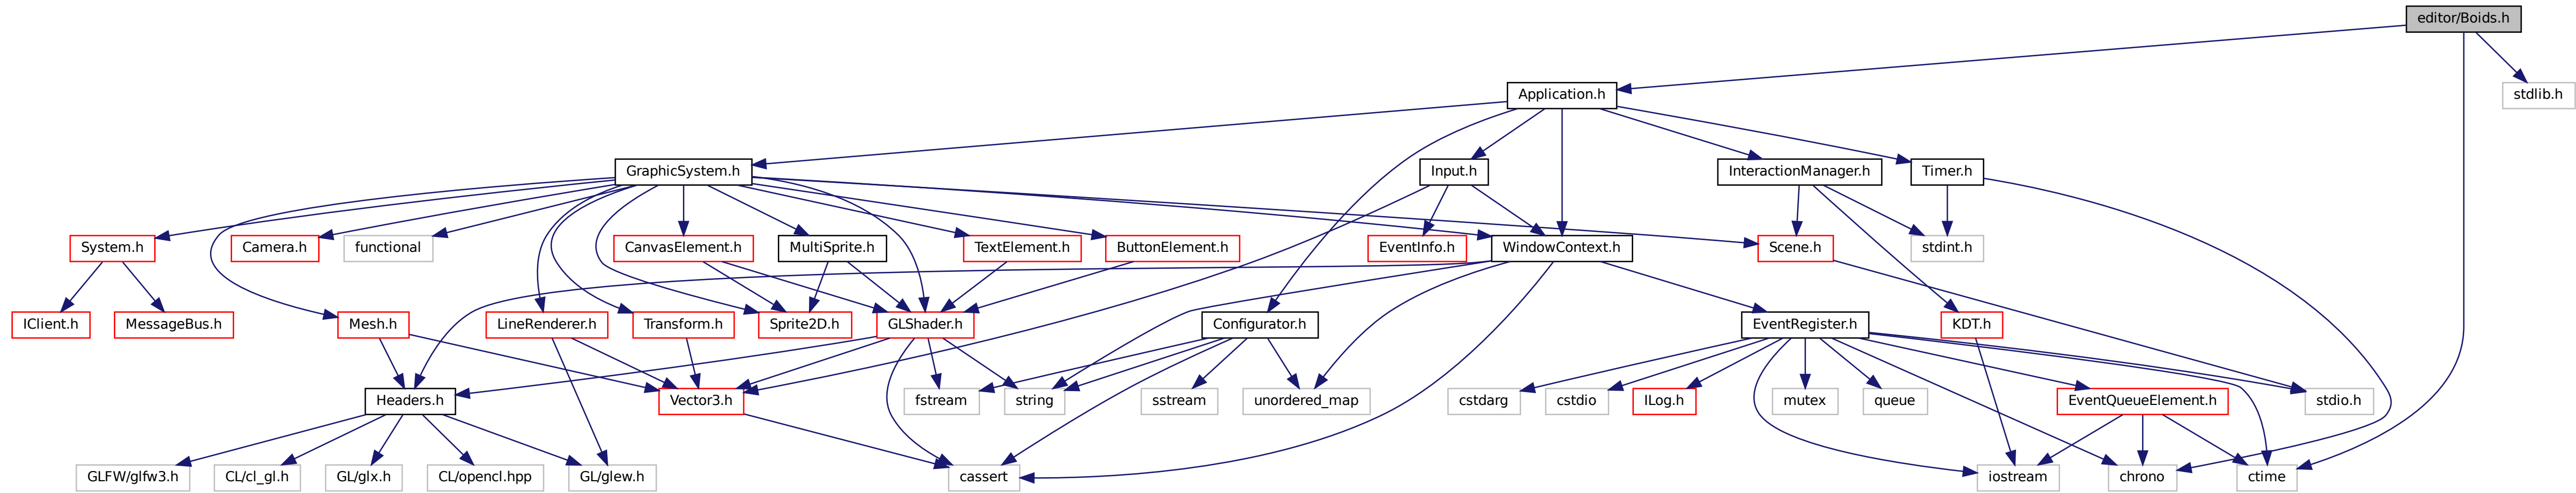 editor/Boids.h
Application.h
stdlib.h
GraphicSystem.h
Input.h
InteractionManager.h
Timer.h
System.h
Camera.h
functional
CanvasElement.h
MultiSprite.h
TextElement.h
ButtonElement.h
EventInfo.h
WindowContext.h
Scene.h
stdint.h
IClient.h
MessageBus.h
Mesh.h
LineRenderer.h
Transform.h
Sprite2D.h
GLShader.h
Configurator.h
EventRegister.h
KDT.h
Headers.h
Vector3.h
fstream
string
sstream
unordered_map
cstdarg
cstdio
ILog.h
mutex
queue
EventQueueElement.h
stdio.h
GLFW/glfw3.h
CL/cl_gl.h
GL/glx.h
CL/opencl.hpp
GL/glew.h
cassert
iostream
chrono
ctime